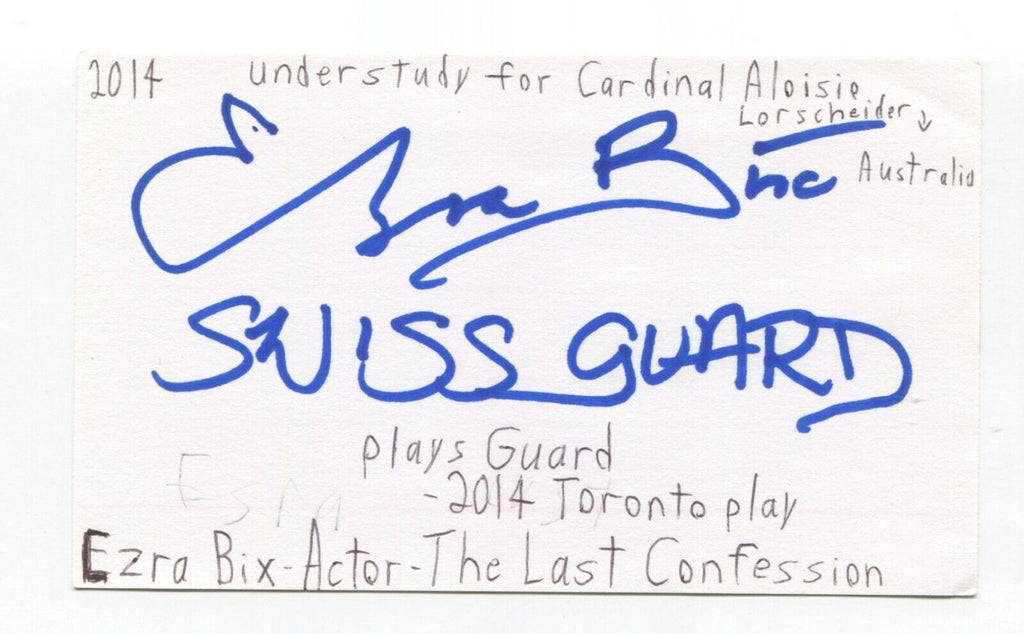 2014 understudy for Cardinal Aloisie
Lorscheider ↓
Australia
Ezra Bix
SWISS GUARD
plays Guard
-2014 Toronto play
Ezra Bix-Actor-The Last Confession